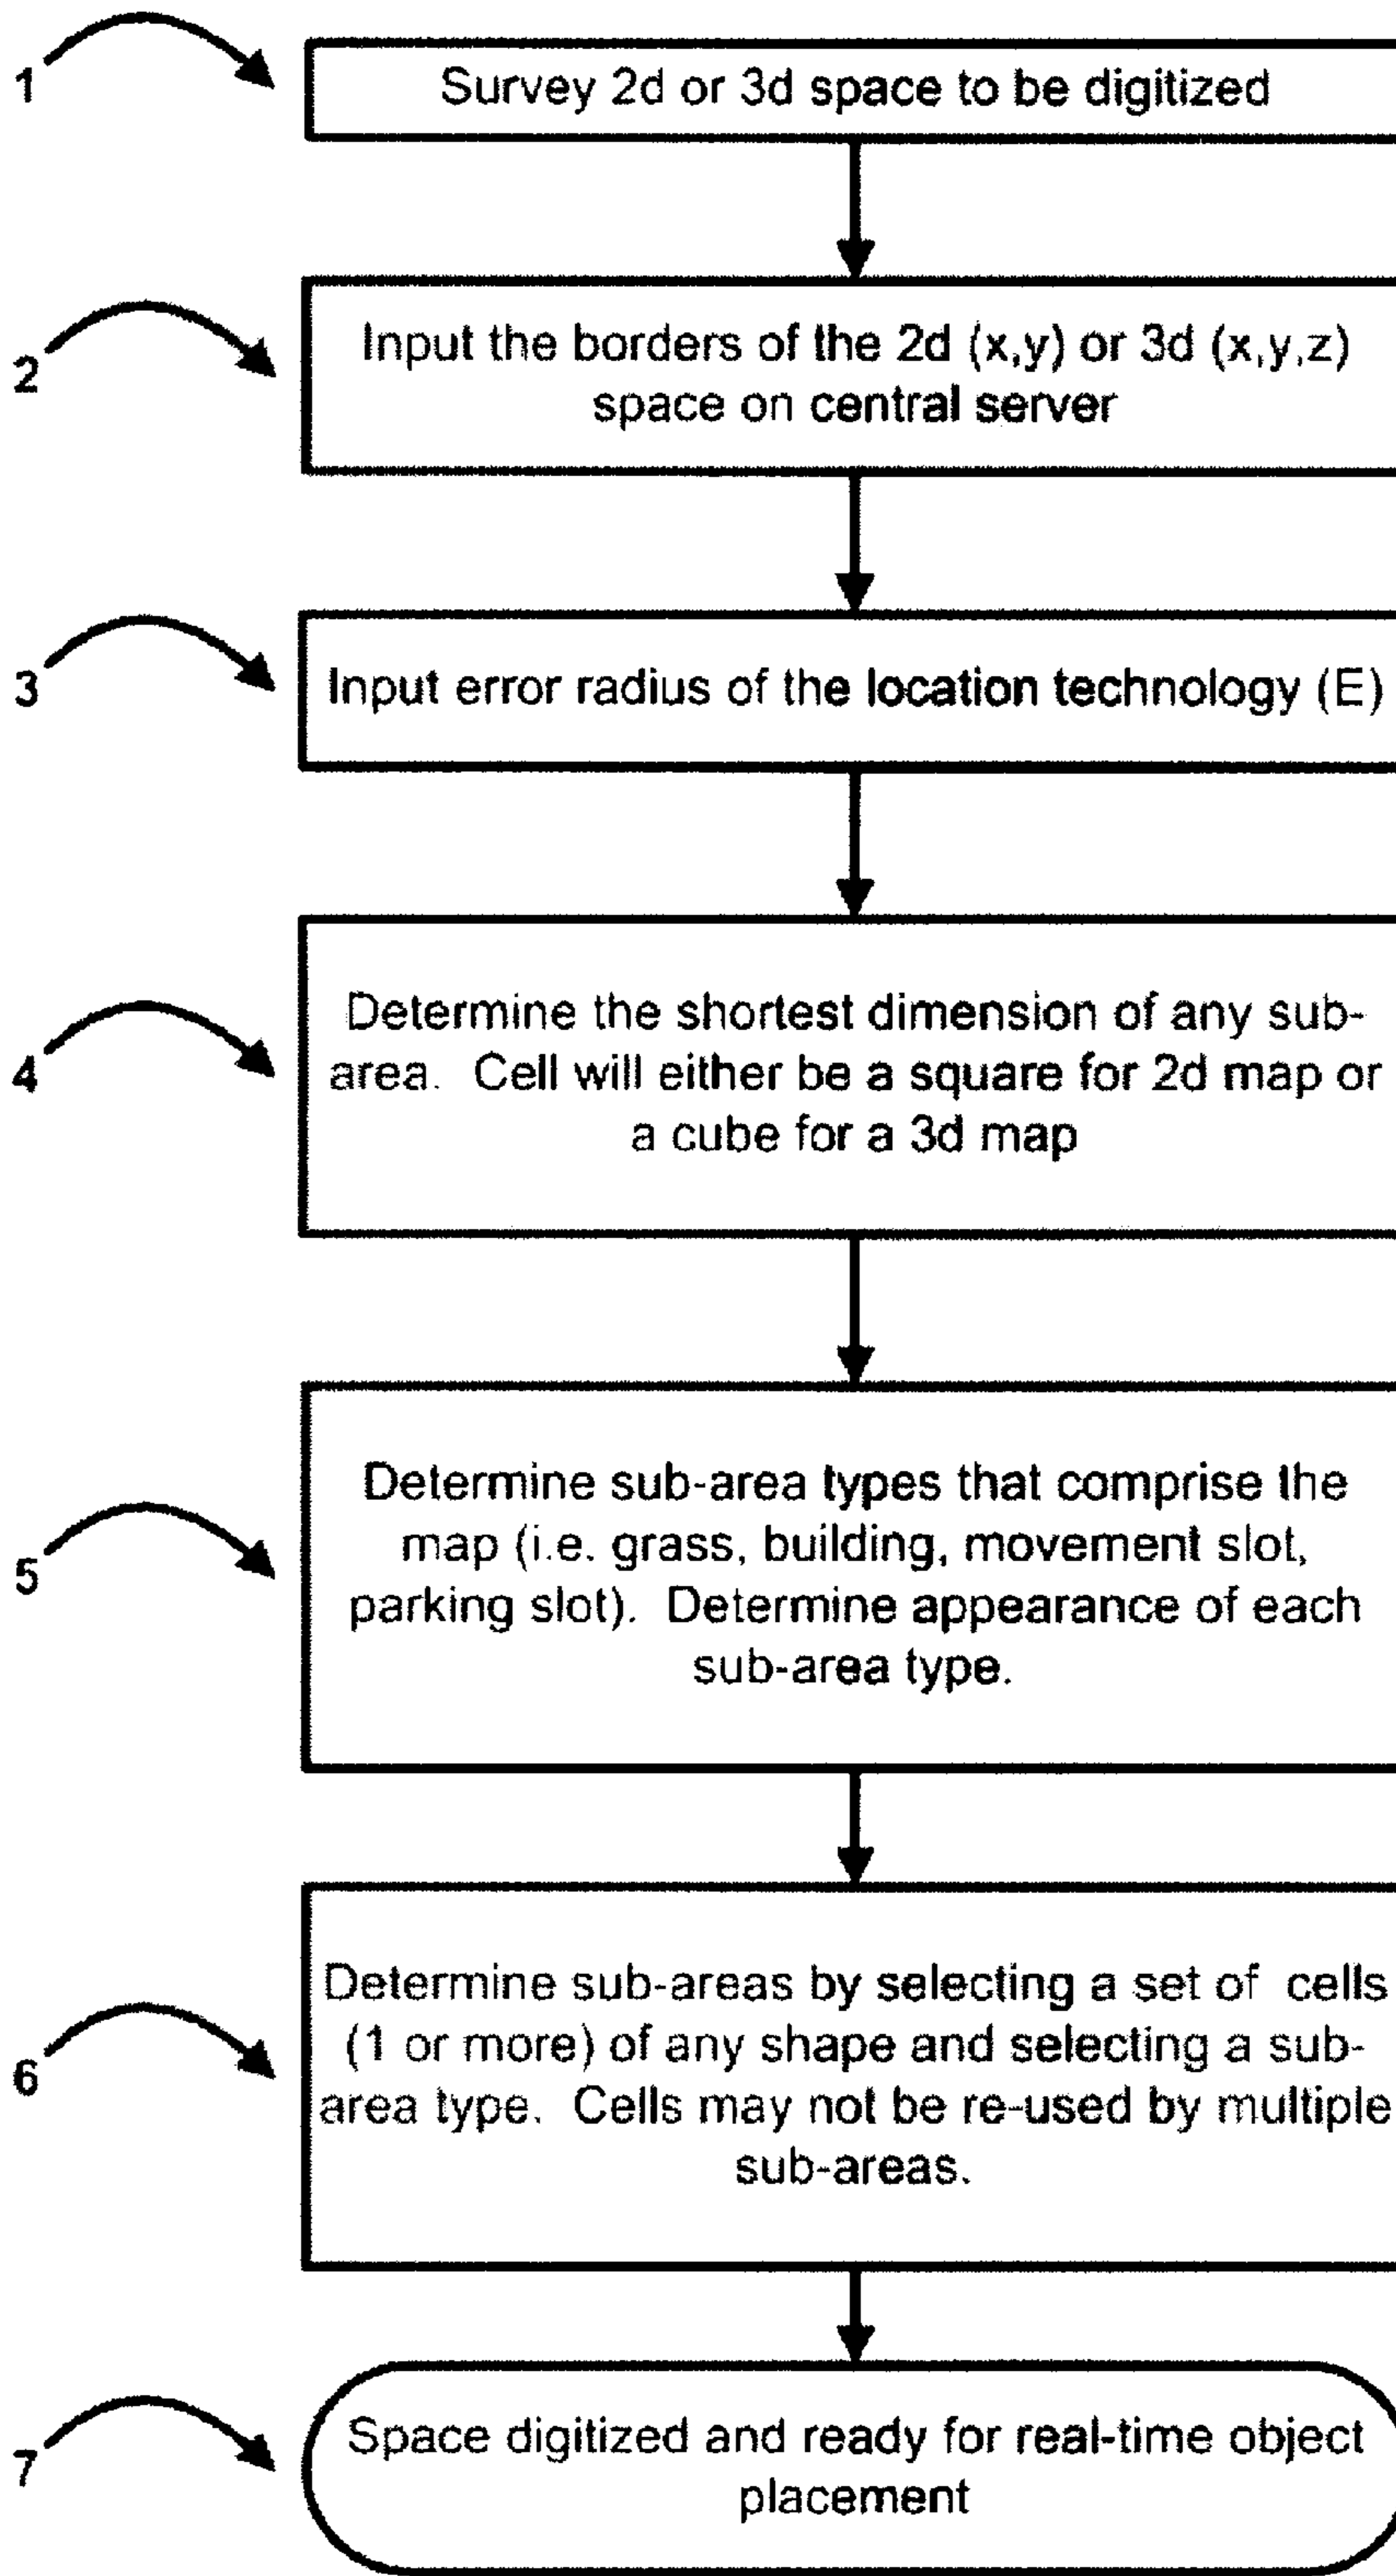 1
Survey 2d or 3d space to be digitized
2
Input the borders of the 2d (x,y) or 3d (x,y,z)
space on central server
3
Input error radius of the location technology (E)
4
Determine the shortest dimension of any sub-
area. Cell will either be a square for 2d map or
a cube for a 3d map
5
Determine sub-area types that comprise the
map (i.e. grass, building, movement slot,
parking slot). Determine appearance of each
sub-area type.
6
Determine sub-areas by selecting a set of cells
(1 or more) of any shape and selecting a sub-
area type. Cells may not be re-used by multiple
sub-areas.
7
Space digitized and ready for real-time object
placement